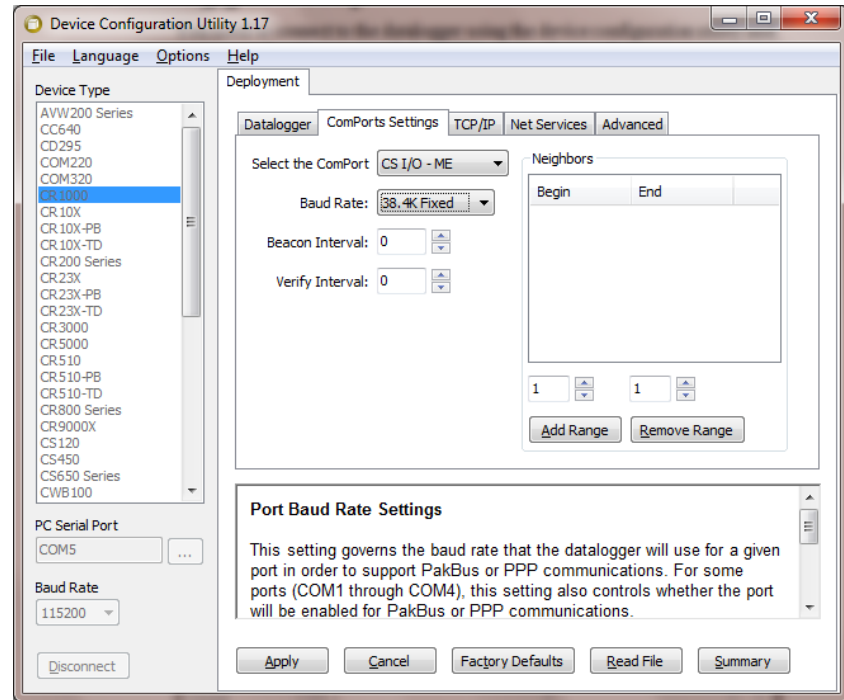 Device Configuration Utility 1.17
File Language Options Help
Device Type
AVW200 Series
CC640
CD295
COM220
COM320
CR1000
CR10X
CR10X-PB
CR10X-TD
CR200 Series
CR23X
CR23X-PB
CR23X-TD
CR3000
CR5000
CR510
CR510-PB
CR510-TD
CR800 Series
CR9000X
CS120
CS450
CS650 Series
CWB100
PC Serial Port
COM5
...
Baud Rate
115200
Disconnect
Deployment
Datalogger ComPorts Settings TCP/IP Net Services Advanced
Select the ComPort CS I/O - ME
Baud Rate: 38.4K Fixed
Beacon Interval: 0
Verify Interval: 0
Neighbors
Begin End
1 1
Add Range Remove Range
Port Baud Rate Settings
This setting governs the baud rate that the datalogger will use for a given
port in order to support PakBus or PPP communications. For some
ports (COM1 through COM4), this setting also controls whether the port
will be enabled for PakBus or PPP communications.
Apply Cancel Factory Defaults Read File Summary